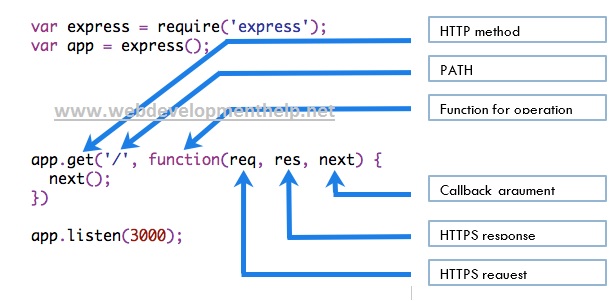 var express = require('express');
var app = express();
HTTP method
PATH
Function for operation
www.webdevelopmenthelp.net
app.get('/', function(req, res, next) {
next();
})
app.listen(3000);
Callback argument
HTTPS response
HTTPS request